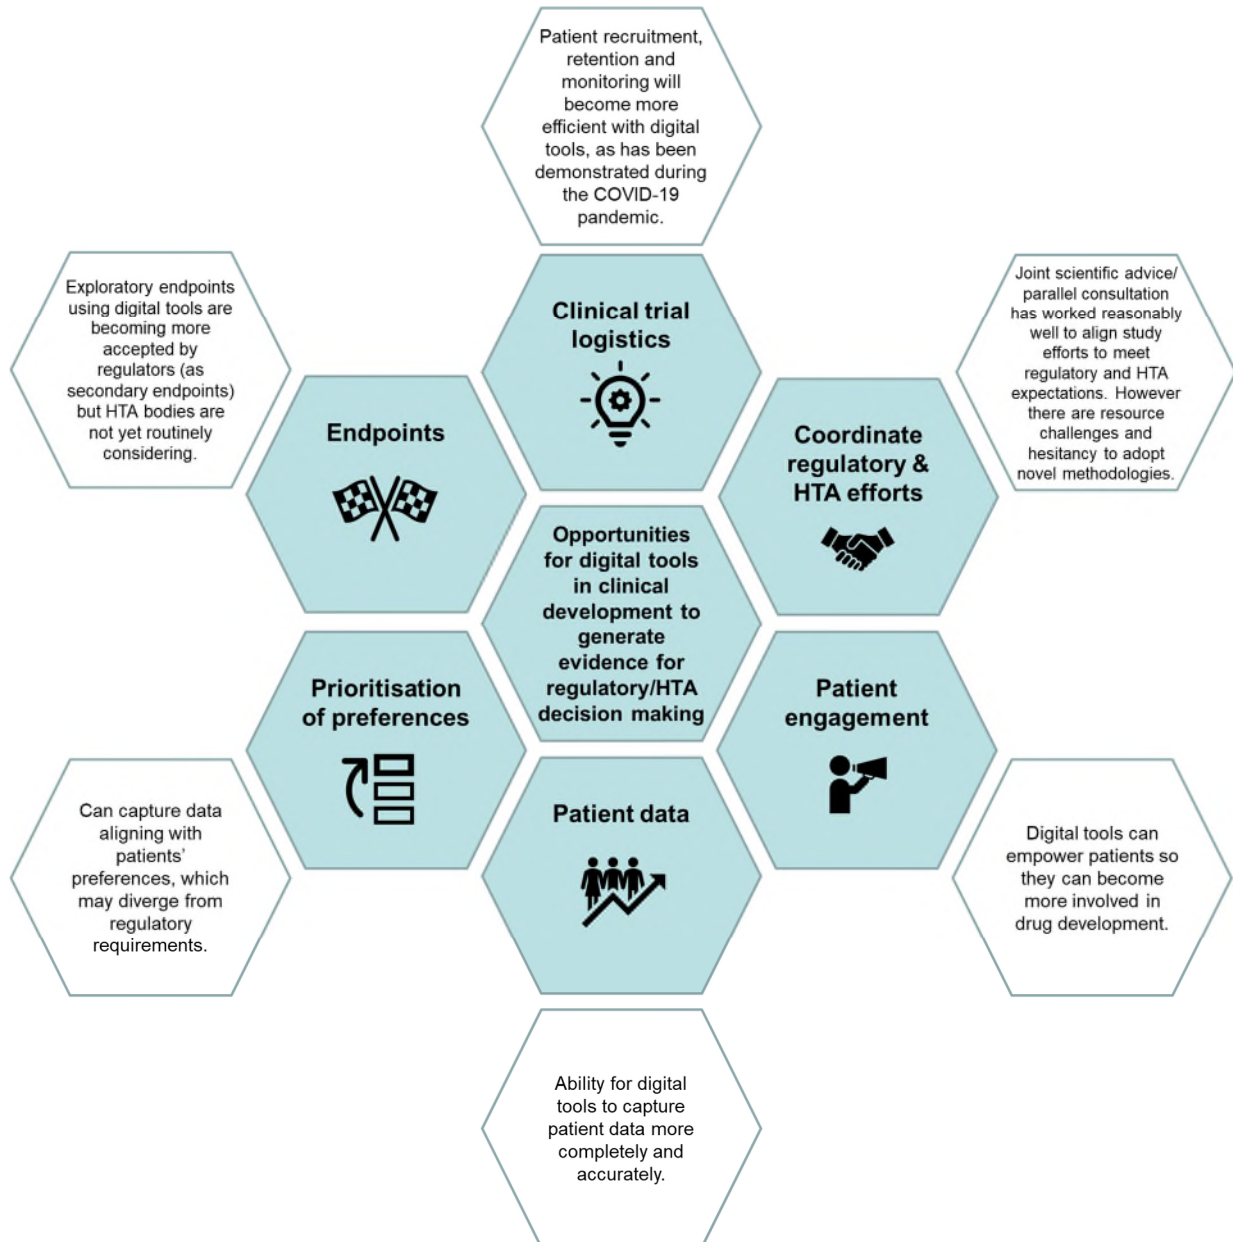 Patient recruitment,
retention and
monitoring will
become more
efficient with digital
tools, as has been
demonstrated during
the COVID-19
pandemic.
Exploratory endpoints
using digital tools are
becoming more
accepted by
regulators (as
secondary endpoints)
but HTA bodies are
not yet routinely
considering.
Clinical trial
logistics
Joint scientific advice/
parallel consultation
has worked reasonably
well to align study
efforts to meet
regulatory and HTA
expectations. However
there are resource
challenges and
hesitancy to adopt
novel methodologies.
Endpoints
Coordinate
regulatory &
HTA efforts
Opportunities
for digital tools
in clinical
development to
generate
evidence for
regulatory/HTA
decision making
Prioritisation
of preferences
Patient
engagement
Patient data
Can capture data
aligning with
patients'
preferences, which
may diverge from
regulatory
requirements.
Digital tools can
empower patients so
they can become
more involved in
drug development.
Ability for digital
tools to capture
patient data more
completely and
accurately.